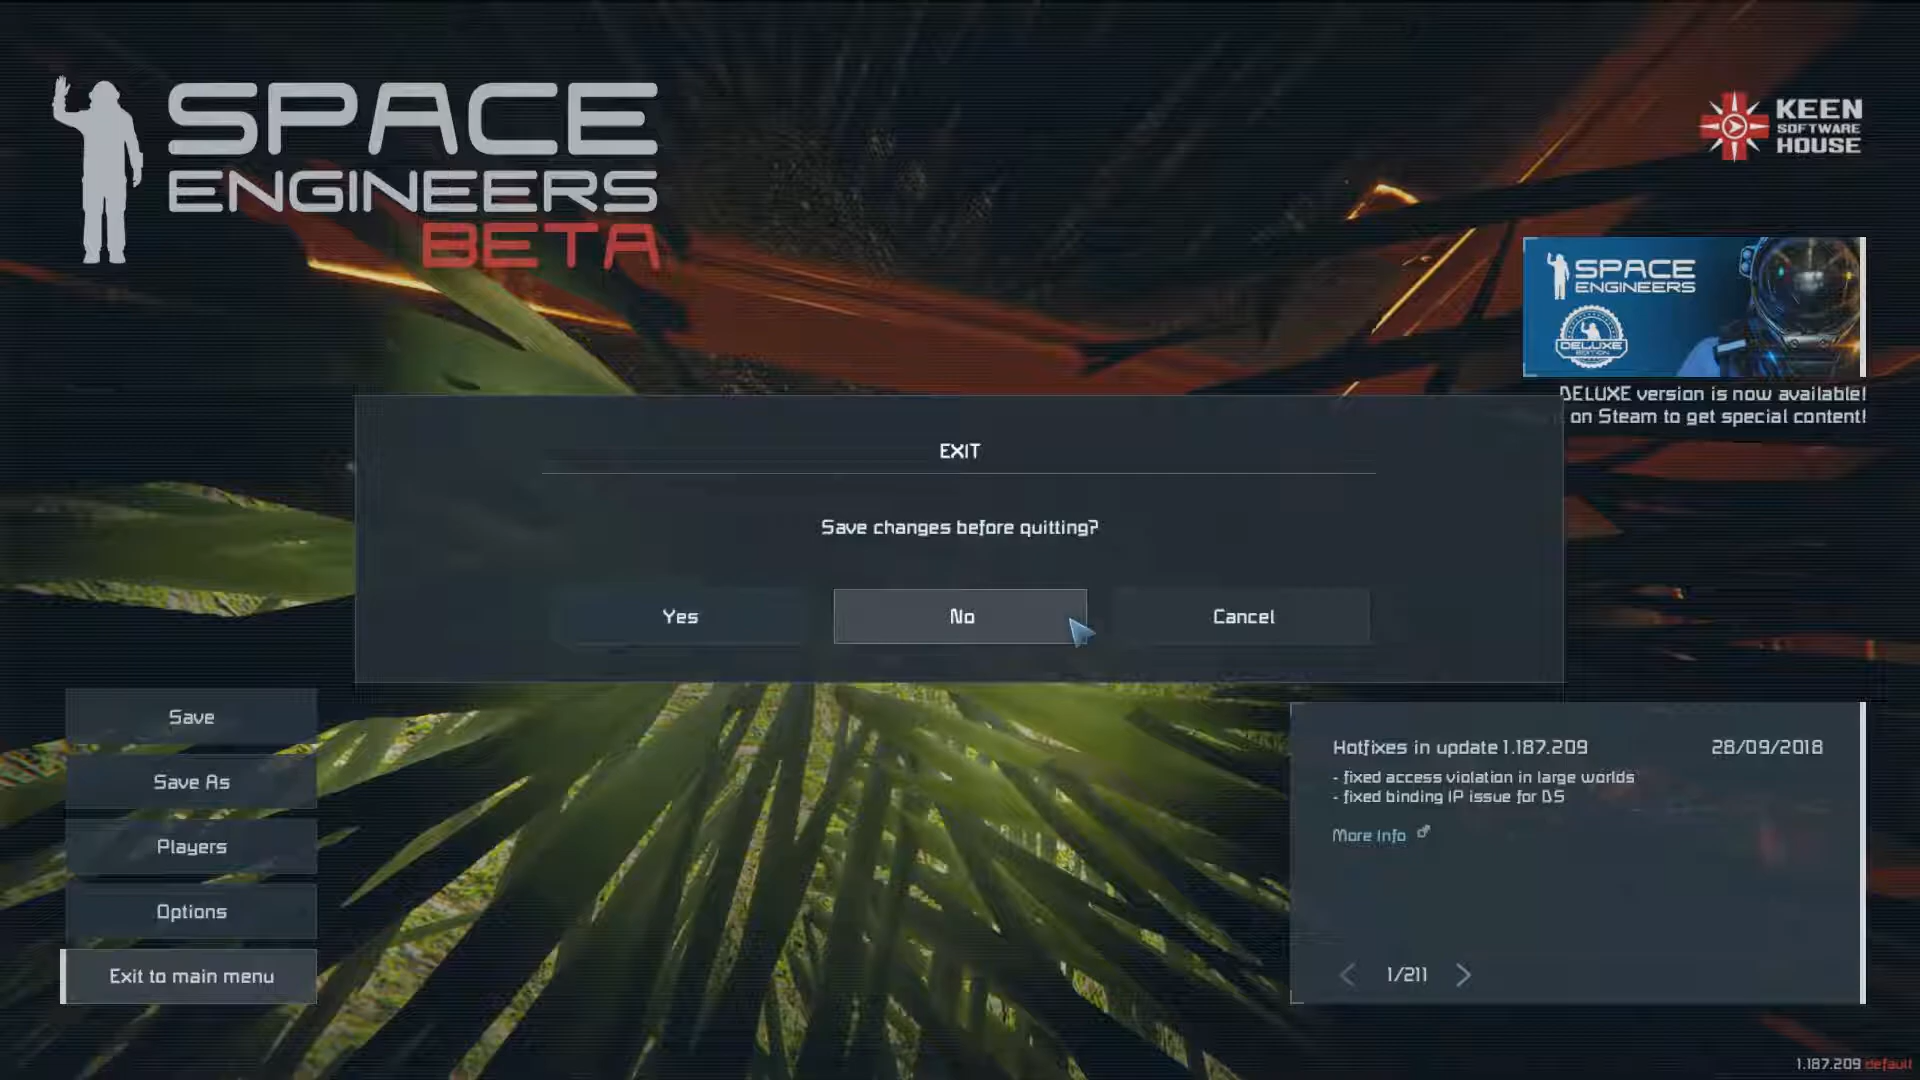 SPACE
ENGINEERS
BETA
KEEN
SOFTWARE
HOUSE
SPACE
ENGINEERS
DELUXE
EDITION
DELUXE version is now available!
on Steam to get special content!
EXIT
Save changes before quitting?
Yes
No
Cancel
Save
Save As
Players
Options
Exit to main menu
Hotfixes in update 1.187.209
28/09/2018
- fixed access violation in large worlds
- fixed binding IP issue for DS
More Info
1/211
1.187.209 default